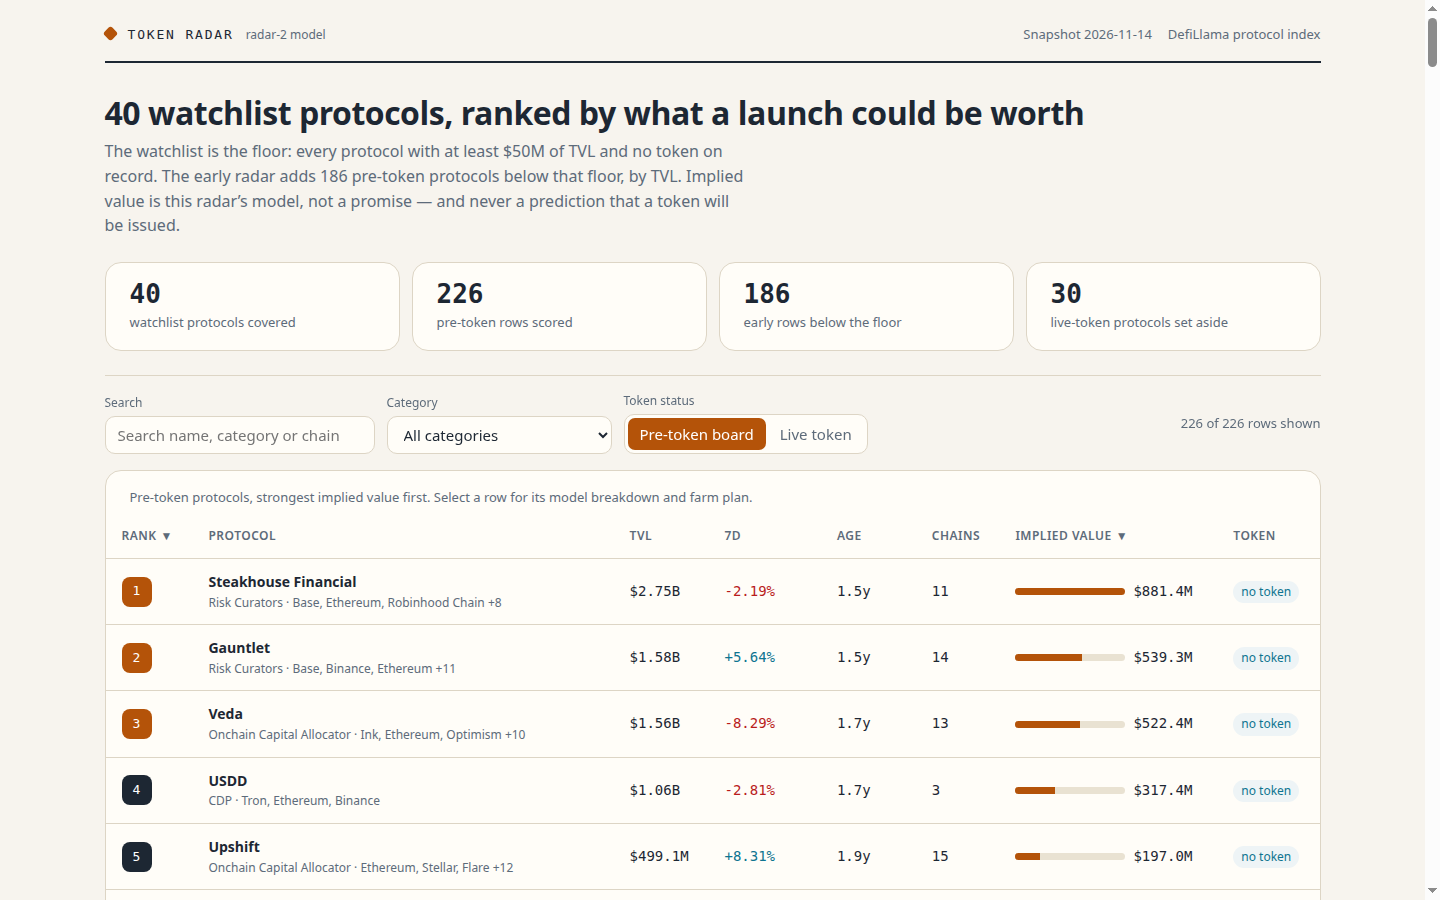 TOKEN RADAR radar-2 model
Snapshot 2026-11-14 DefiLlama protocol index
40 watchlist protocols, ranked by what a launch could be worth
The watchlist is the floor: every protocol with at least $50M of TVL and no token on
record. The early radar adds 186 pre-token protocols below that floor, by TVL. Implied
value is this radar’s model, not a promise — and never a prediction that a token will
be issued.
40
watchlist protocols covered
226
pre-token rows scored
186
early rows below the floor
30
live-token protocols set aside
Search
Search name, category or chain
Category
All categories
Token status
Pre-token board Live token
226 of 226 rows shown
Pre-token protocols, strongest implied value first. Select a row for its model breakdown and farm plan.
RANK ▼ PROTOCOL TVL 7D AGE CHAINS IMPLIED VALUE ▼ TOKEN
1 Steakhouse Financial $2.75B -2.19% 1.5y 11 $881.4M no token
Risk Curators · Base, Ethereum, Robinhood Chain +8
2 Gauntlet $1.58B +5.64% 1.5y 14 $539.3M no token
Risk Curators · Base, Binance, Ethereum +11
3 Veda $1.56B -8.29% 1.7y 13 $522.4M no token
Onchain Capital Allocator · Ink, Ethereum, Optimism +10
4 USDD $1.06B -2.81% 1.7y 3 $317.4M no token
CDP · Tron, Ethereum, Binance
5 Upshift $499.1M +8.31% 1.9y 15 $197.0M no token
Onchain Capital Allocator · Ethereum, Stellar, Flare +12